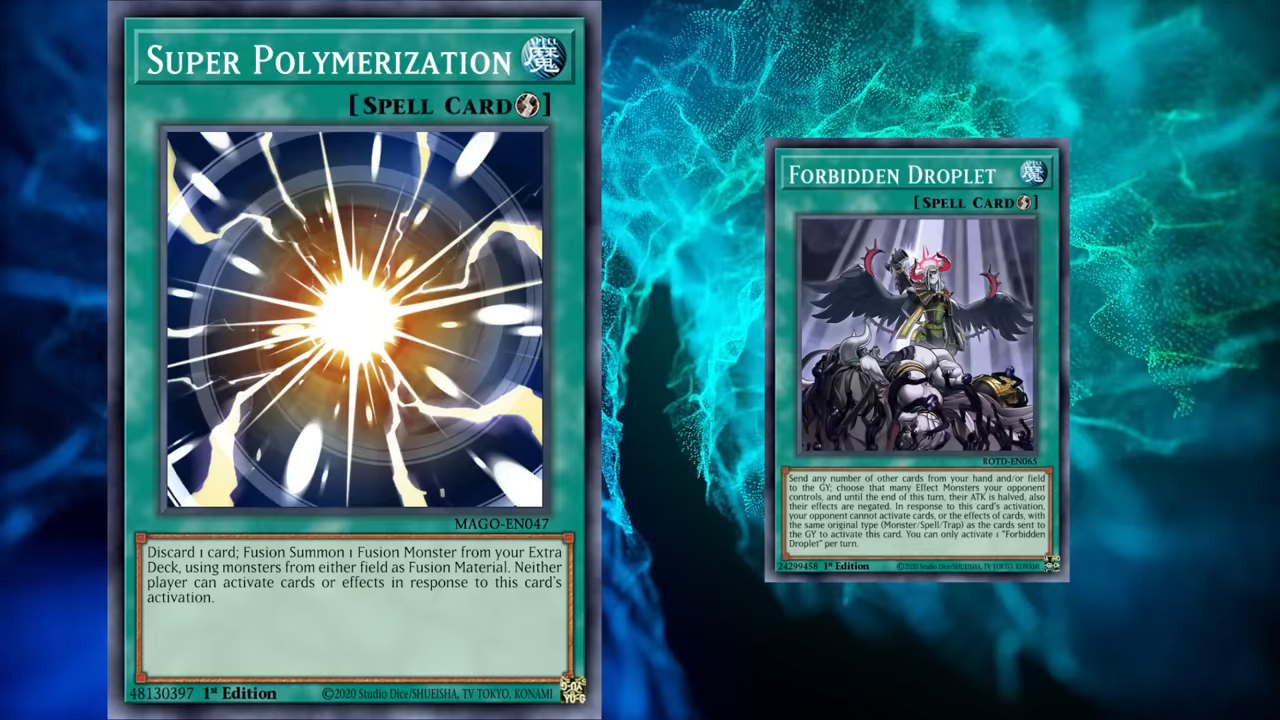 SUPER POLYMERIZATION
[SPELL CARD]
MAGO-EN047
Discard 1 card; Fusion Summon 1 Fusion Monster from your Extra
Deck, using monsters from either field as Fusion Material. Neither
player can activate cards or effects in response to this card's
activation.
48130397 1st Edition ©2020 Studio Dice/SHUEISHA, TV TOKYO, KONAMI
FORBIDDEN DROPLET
[SPELL CARD]
ROTD-EN065
Send any number of other cards from your hand and/or field
to the GY; choose that many Effect Monsters your opponent
controls, and until the end of this turn, their ATK is halved, also
their effects are negated. In response to this card's activation,
your opponent cannot activate cards, or the effects of cards, with
the same original type (Monster/Spell/Trap) as the cards sent to
the GY to activate this card. You can only activate 1 "Forbidden
Droplet" per turn.
24299458 1st Edition ©2020 Studio Dice/SHUEISHA, TV TOKYO, KONAMI